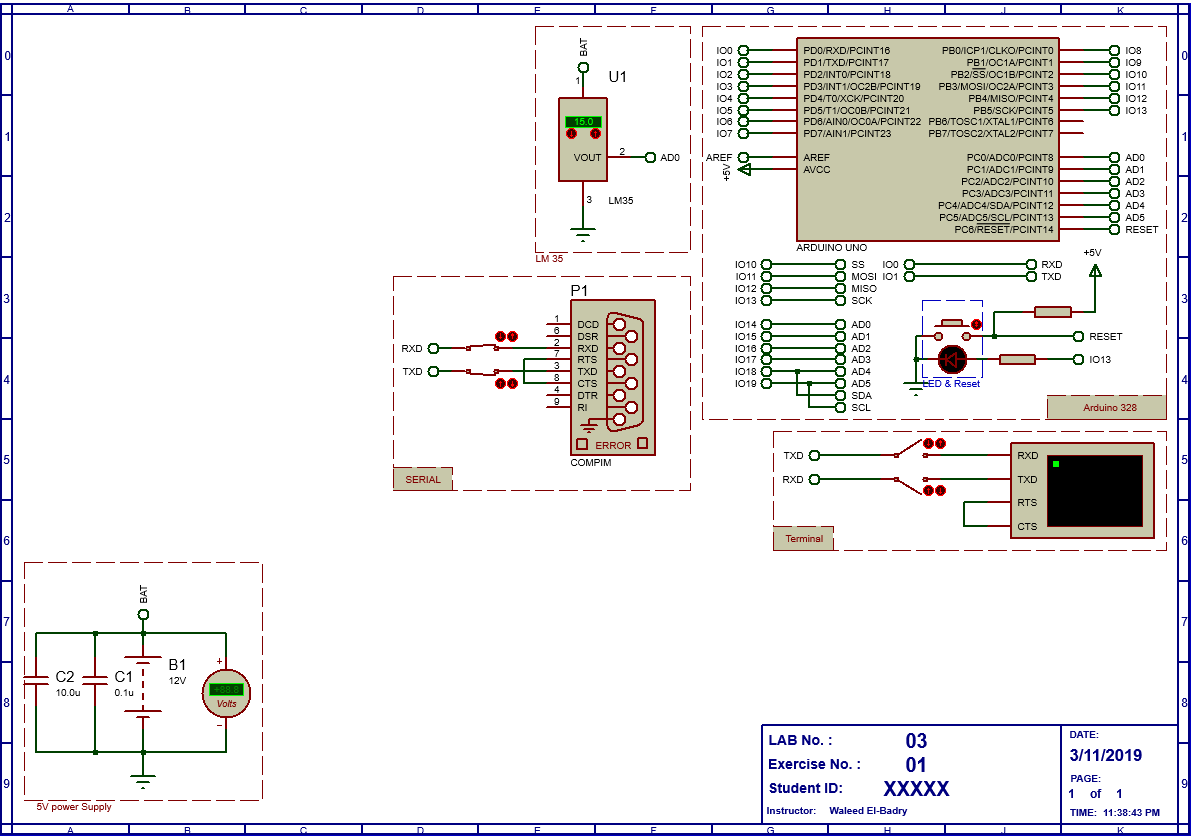 A B C D E F G H J K
0 0
1 1
2 2
3 3
4 4
5 5
6 6
7 7
8 8
9 9
BAT
1
U1
15.0
VOUT
2
AD0
3
LM35
LM 35
IO0 PD0/RXD/PCINT16 PB0/ICP1/CLKO/PCINT0 IO8
IO1 PD1/TXD/PCINT17 PB1/OC1A/PCINT1 IO9
IO2 PD2/INT0/PCINT18 PB2/SS/OC1B/PCINT2 IO10
IO3 PD3/INT1/OC2B/PCINT19 PB3/MOSI/OC2A/PCINT3 IO11
IO4 PD4/T0/XCK/PCINT20 PB4/MISO/PCINT4 IO12
IO5 PD5/T1/OC0B/PCINT21 PB5/SCK/PCINT5 IO13
IO6 PD6/AIN0/OC0A/PCINT22 PB6/TOSC1/XTAL1/PCINT6
IO7 PD7/AIN1/PCINT23 PB7/TOSC2/XTAL2/PCINT7
AREF AREF PC0/ADC0/PCINT8 AD0
+5V AVCC PC1/ADC1/PCINT9 AD1
PC2/ADC2/PCINT10 AD2
PC3/ADC3/PCINT11 AD3
PC4/ADC4/SDA/PCINT12 AD4
PC5/ADC5/SCL/PCINT13 AD5
PC6/RESET/PCINT14 RESET
ARDUINO UNO
IO10 SS IO0 RXD
IO11 MOSI IO1 TXD
IO12 MISO
IO13 SCK
+5V
IO14 AD0
IO15 AD1
IO16 AD2
IO17 AD3
IO18 AD4
IO19 AD5
SDA
SCL
RESET
IO13
LED & Reset
Arduino 328
P1
1 DCD
6 DSR
RXD 2 RXD
7 RTS
TXD 3 TXD
8 CTS
4 DTR
9 RI
ERROR
COMPIM
SERIAL
TXD RXD
RXD TXD
RTS
CTS
Terminal
BAT
C2
10.0u
C1
0.1u
B1
12V
+
+88.8
Volts
-
5V power Supply
LAB No. : 03
Exercise No. : 01
Student ID: XXXXX
Instructor: Waleed El-Badry
DATE:
3/11/2019
PAGE:
1 of 1
TIME: 11:38:43 PM
A B C D E F G H J K